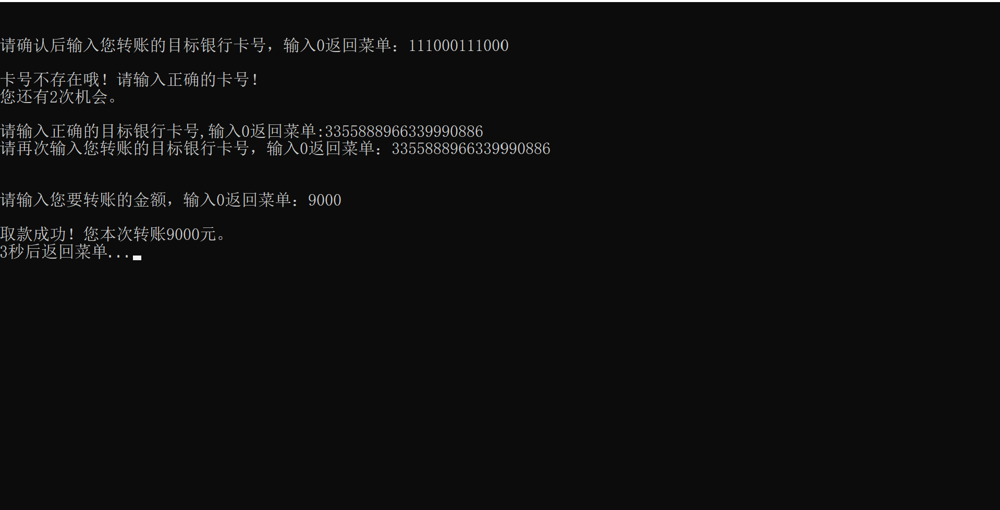 请确认后输入您转账的目标银行卡号，输入0返回菜单：111000111000
卡号不存在哦！请输入正确的卡号！
您还有2次机会。
请输入正确的目标银行卡号,输入0返回菜单:3355888966339990886
请再次输入您转账的目标银行卡号，输入0返回菜单：3355888966339990886
请输入您要转账的金额，输入0返回菜单：9000
取款成功！您本次转账9000元。
3秒后返回菜单...